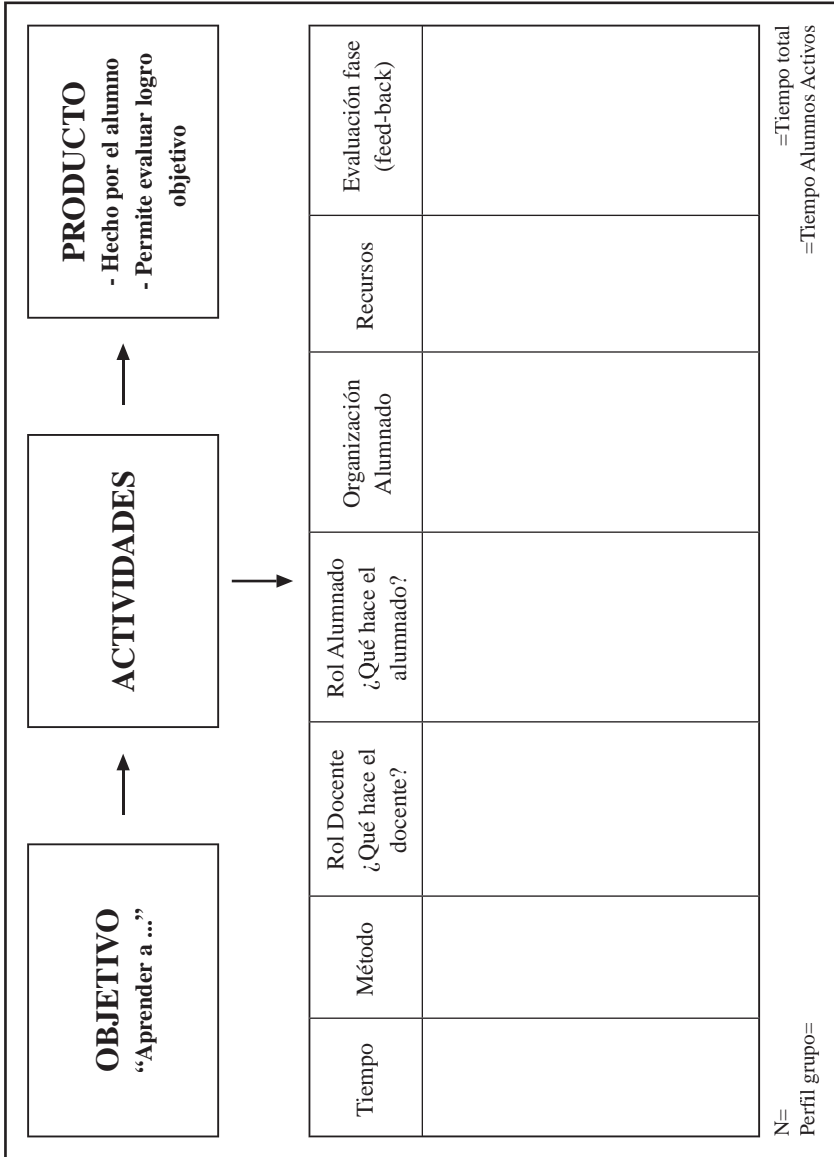 OBJETIVO
“Aprender a ...”
ACTIVIDADES
PRODUCTO
- Hecho por el alumno
- Permite evaluar logro
objetivo
Tiempo
Método
Rol Docente
¿Qué hace el
docente?
Rol Alumnado
¿Qué hace el
alumnado?
Organización
Alumnado
Recursos
Evaluación fase
(feed-back)
N=
Perfil grupo=
=Tiempo total
=Tiempo Alumnos Activos